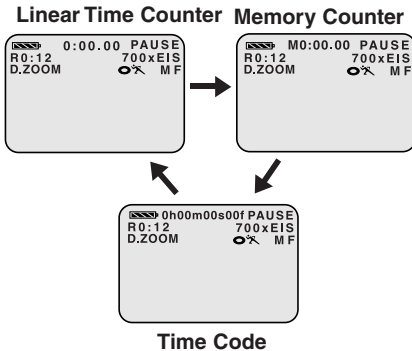 Linear Time Counter
0:00.00 PAUSE
R0:12 700xEIS
D.ZOOM MF
Memory Counter
M0:00.00 PAUSE
R0:12 700xEIS
D.ZOOM MF
0h00m00s00f PAUSE
R0:12 700xEIS
D.ZOOM MF
Time Code